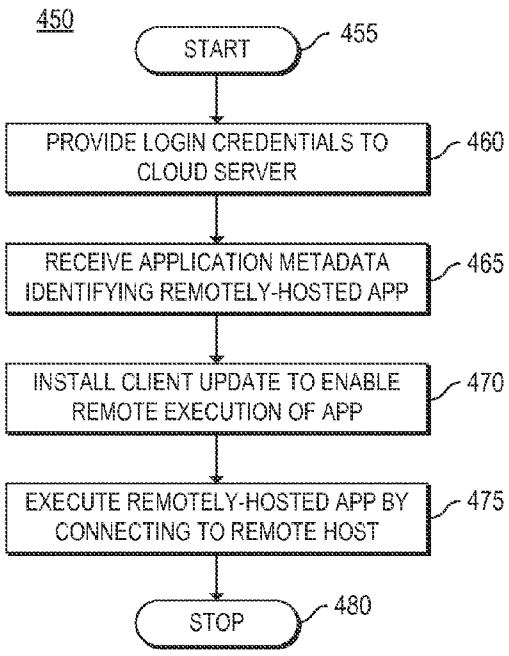 450
START
455
PROVIDE LOGIN CREDENTIALS TO
CLOUD SERVER
460
RECEIVE APPLICATION METADATA
IDENTIFYING REMOTELY-HOSTED APP
465
INSTALL CLIENT UPDATE TO ENABLE
REMOTE EXECUTION OF APP
470
EXECUTE REMOTELY-HOSTED APP BY
CONNECTING TO REMOTE HOST
475
STOP
480